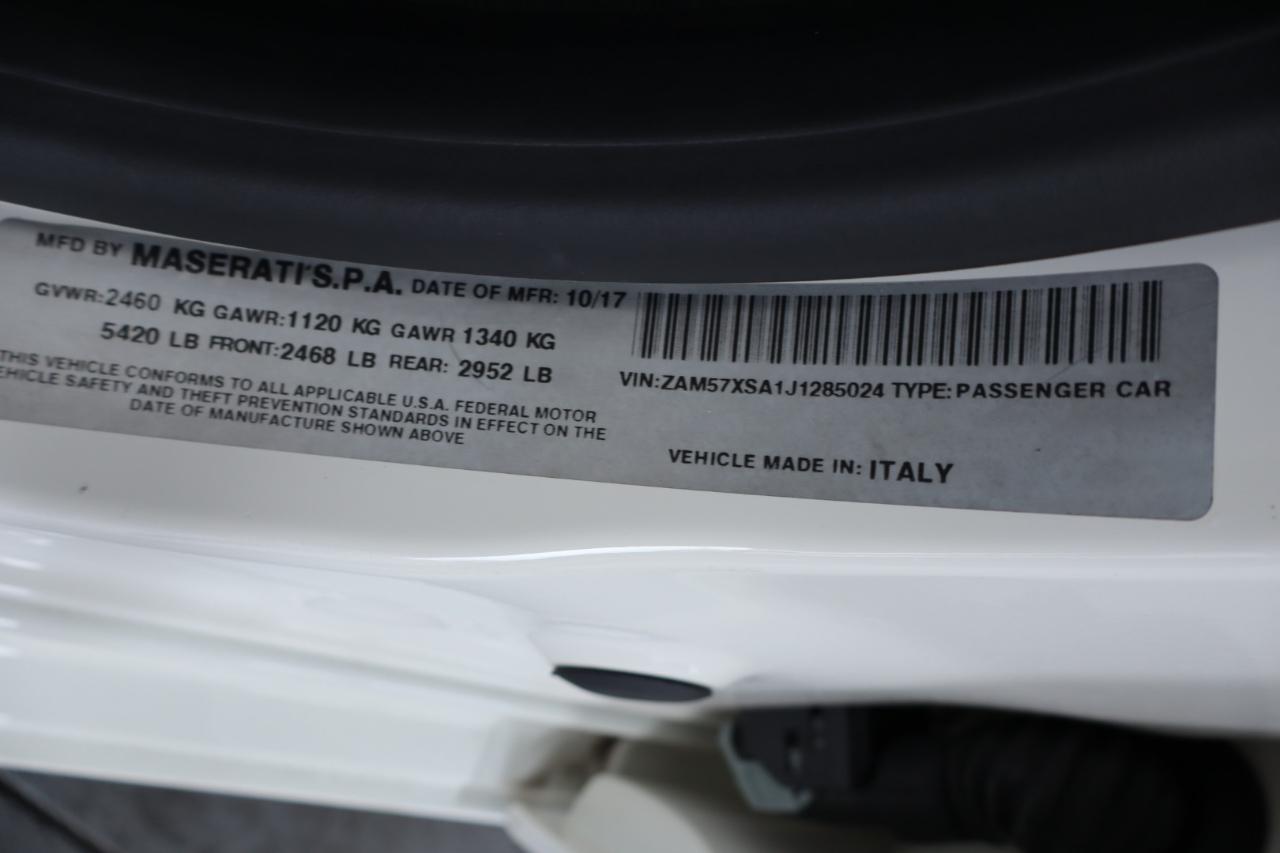 MFD BY MASERATI S.P.A. DATE OF MFR: 10/17
GVWR:2460 KG GAWR:1120 KG GAWR 1340 KG
5420 LB FRONT:2468 LB REAR: 2952 LB
THIS VEHICLE CONFORMS TO ALL APPLICABLE U.S.A. FEDERAL MOTOR
VEHICLE SAFETY AND THEFT PREVENTION STANDARDS IN EFFECT ON THE
DATE OF MANUFACTURE SHOWN ABOVE
VIN:ZAM57XSA1J1285024 TYPE:PASSENGER CAR
VEHICLE MADE IN: ITALY